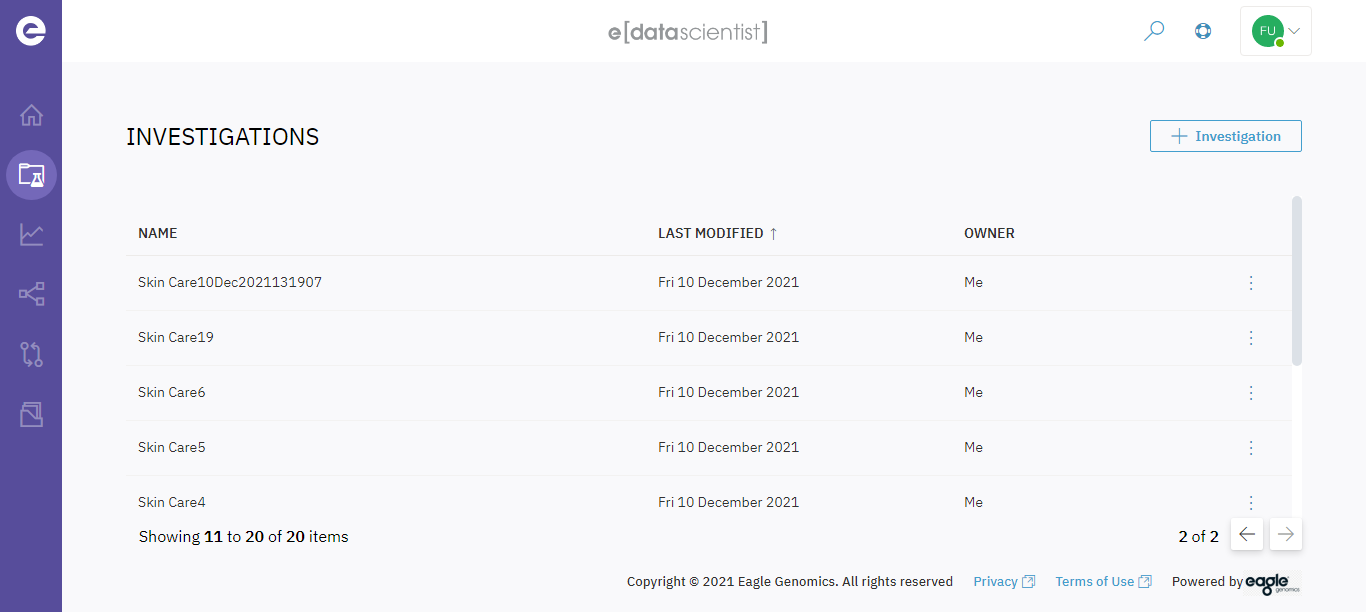 e[datascientist]
FU
INVESTIGATIONS
Investigation
NAME LAST MODIFIED ↑ OWNER
Skin Care10Dec2021131907 Fri 10 December 2021 Me
Skin Care19 Fri 10 December 2021 Me
Skin Care6 Fri 10 December 2021 Me
Skin Care5 Fri 10 December 2021 Me
Skin Care4 Fri 10 December 2021 Me
Showing 11 to 20 of 20 items 2 of 2
Copyright © 2021 Eagle Genomics. All rights reserved Privacy Terms of Use Powered by eagle genomics